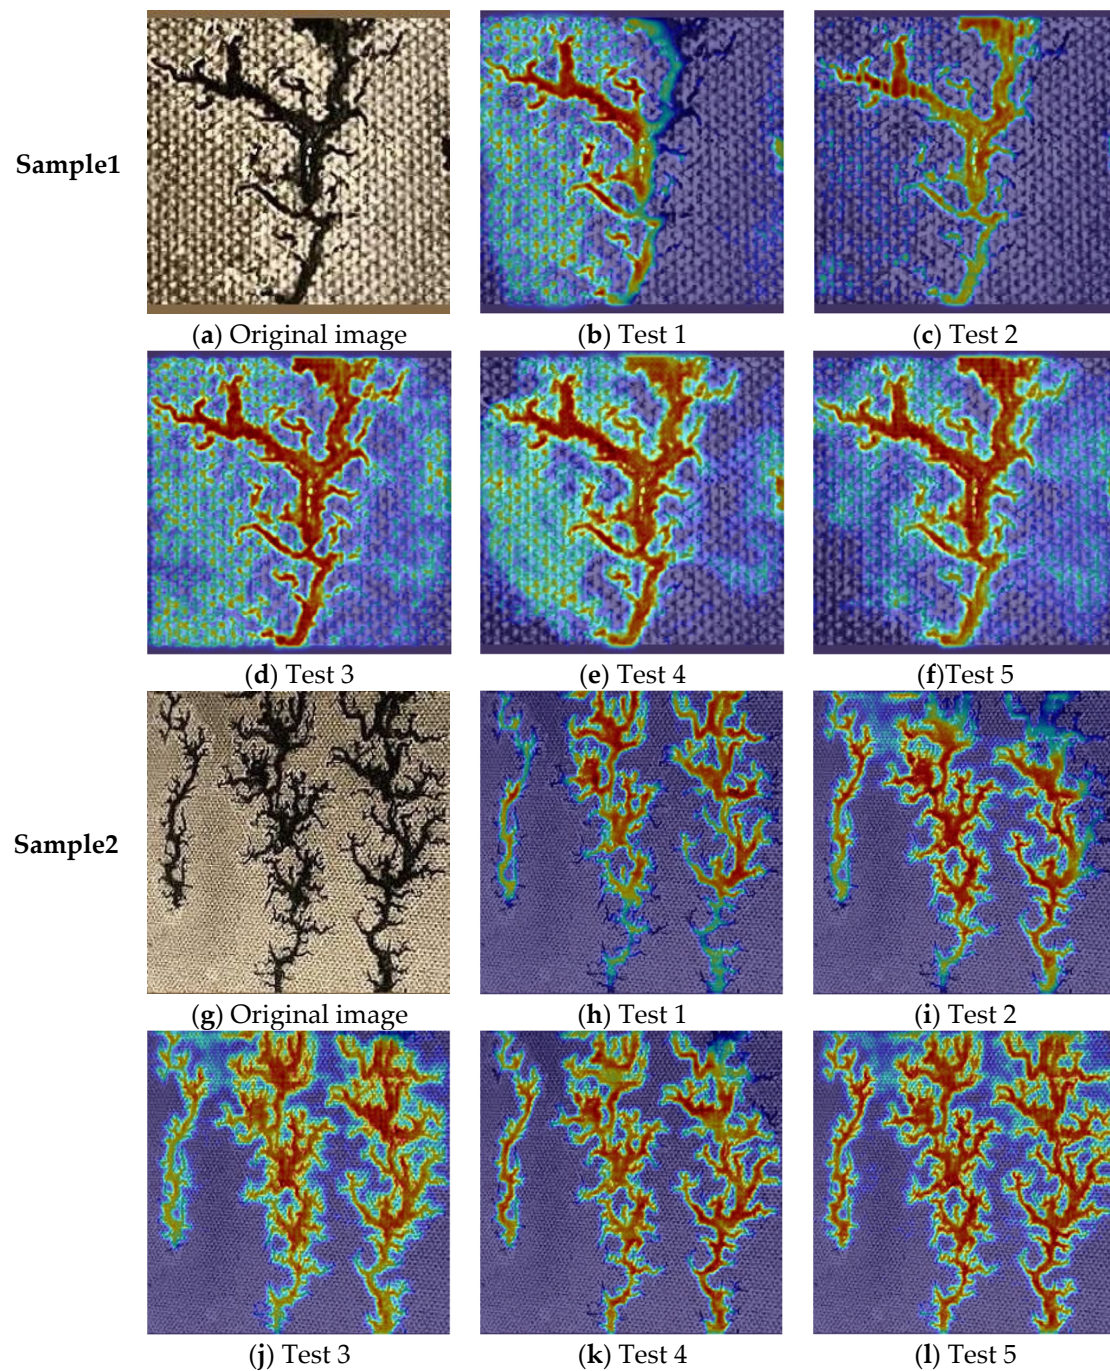 Sample1
(a) Original image
(b) Test 1
(c) Test 2
(d) Test 3
(e) Test 4
(f)Test 5
Sample2
(g) Original image
(h) Test 1
(i) Test 2
(j) Test 3
(k) Test 4
(l) Test 5